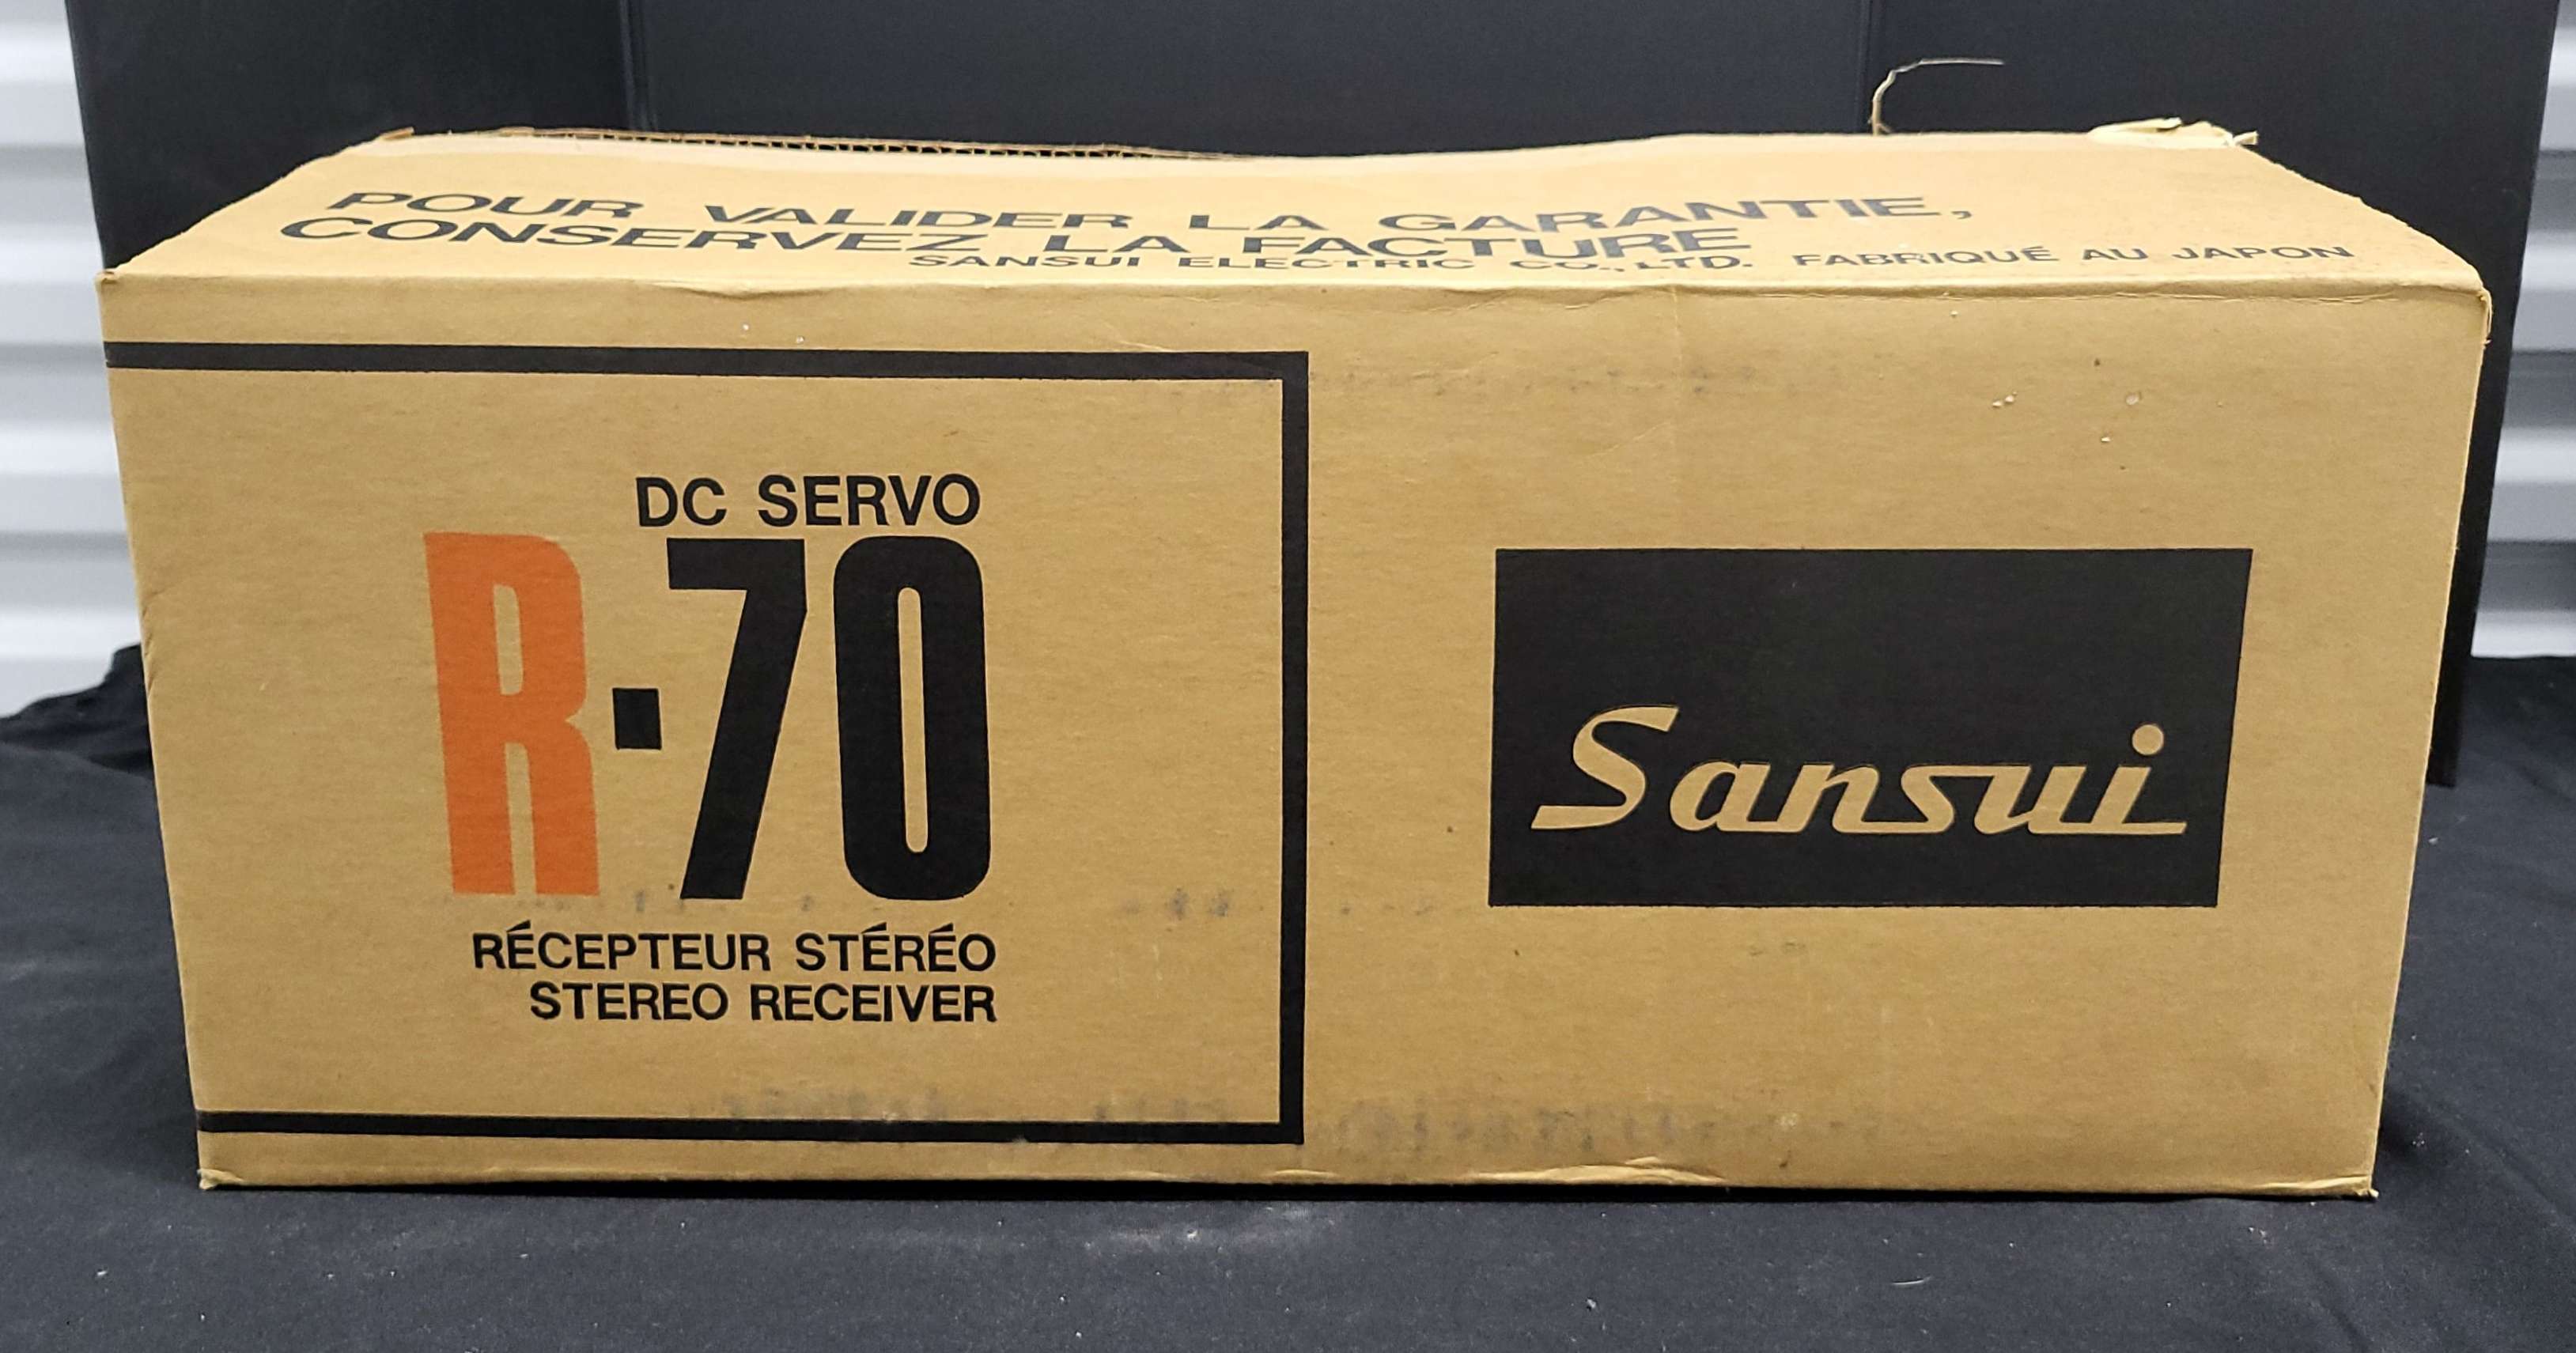 POUR VALIDER LA GARANTIE,
CONSERVEZ LA FACTURE
SANSUI ELECTRIC CO., LTD. FABRIQUÉ AU JAPON
DC SERVO
R-70
RÉCEPTEUR STÉRÉO
STEREO RECEIVER
Sansui